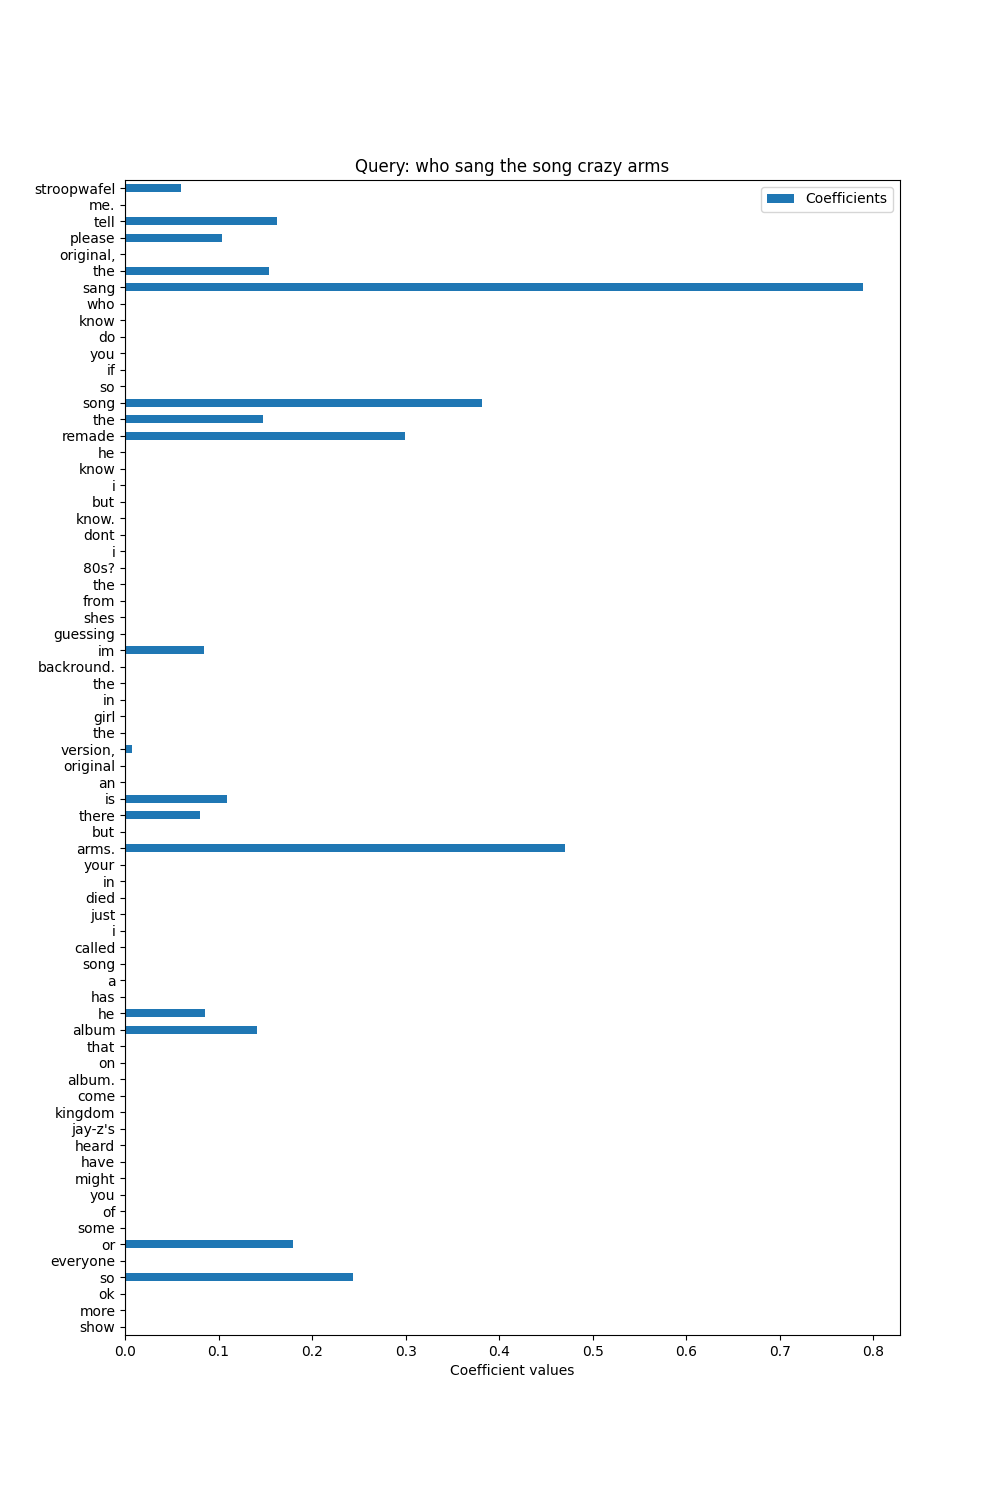 Query: who sang the song crazy arms
Coefficients
stroopwafel
me.
tell
please
original,
the
sang
who
know
do
you
if
so
song
the
remade
he
know
i
but
know.
dont
i
80s?
the
from
shes
guessing
im
backround.
the
in
girl
the
version,
original
an
is
there
but
arms.
your
in
died
just
i
called
song
a
has
he
album
that
on
album.
come
kingdom
jay-z's
heard
have
might
you
of
some
or
everyone
so
ok
more
show
0.0 0.1 0.2 0.3 0.4 0.5 0.6 0.7 0.8
Coefficient values